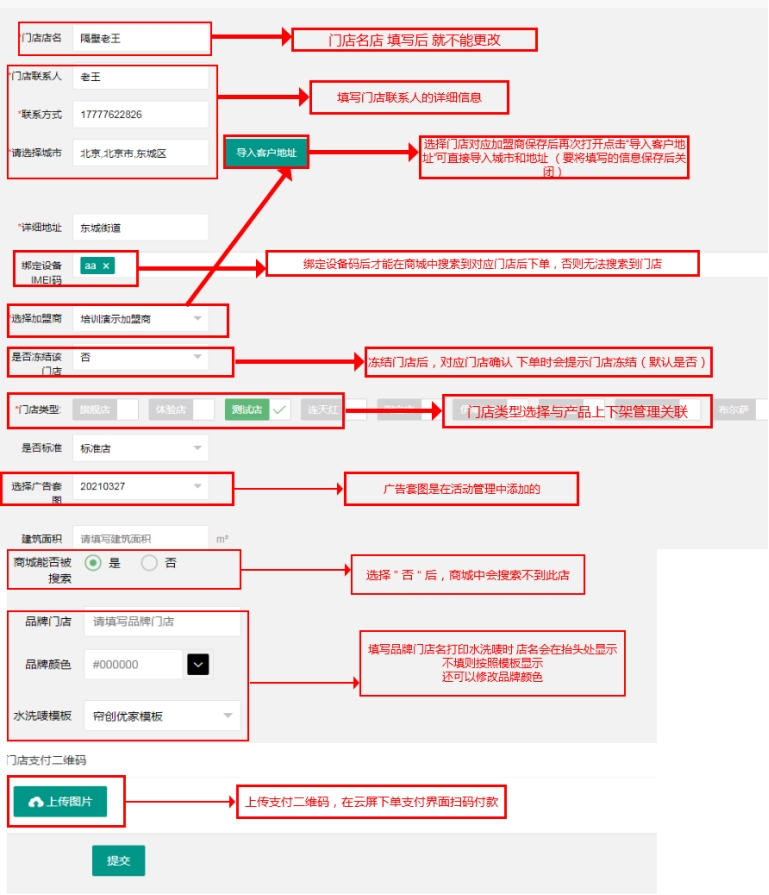 *门店店名 隔壁老王
门店名店 填写后 就不能更改
*门店联系人 老王
填写门店联系人的详细信息
*联系方式 17777622826
*请选择城市 北京,北京市,东城区 导入客户地址
选择门店对应加盟商保存后再次打开点击"导入客户地
址"可直接导入城市和地址（要将填写的信息保存后关
闭）
*详细地址 东城街道
绑定设备
IMEI码
aa ×
绑定设备码后才能在商城中搜索到对应门店后下单，否则无法搜索到门店
*选择加盟商 培训演示加盟商
是否冻结该
门店
否
冻结门店后，对应门店确认 下单时会提示门店冻结（默认是否）
*门店类型: 旗舰店 体验店 测试店 连天红 布尔萨
门店类型选择与产品上下架管理关联
是否标准 标准店
选择广告套
图
20210327
广告套图是在活动管理中添加的
建筑面积 请填写建筑面积 m²
商城能否被
搜索
是 否
选择＂否＂后，商城中会搜索不到此店
品牌门店 请填写品牌门店
品牌颜色 #000000
水洗唛模板 帘创优家模板
填写品牌门店名打印水洗唛时 店名会在抬头处显示
不填则按照模板显示
还可以修改品牌颜色
门店支付二维码
上传图片
上传支付二维码，在云屏下单支付界面扫码付款
提交